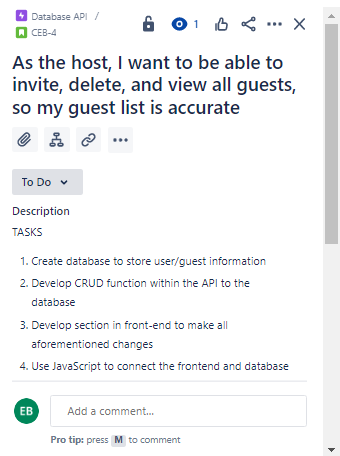 Database API /
CEB-4
1
As the host, I want to be able to
invite, delete, and view all guests,
so my guest list is accurate
To Do
Description
TASKS
1. Create database to store user/guest information
2. Develop CRUD function within the API to the
database
3. Develop section in front-end to make all
aforementioned changes
4. Use JavaScript to connect the frontend and database
EB
Add a comment...
Pro tip: press M to comment